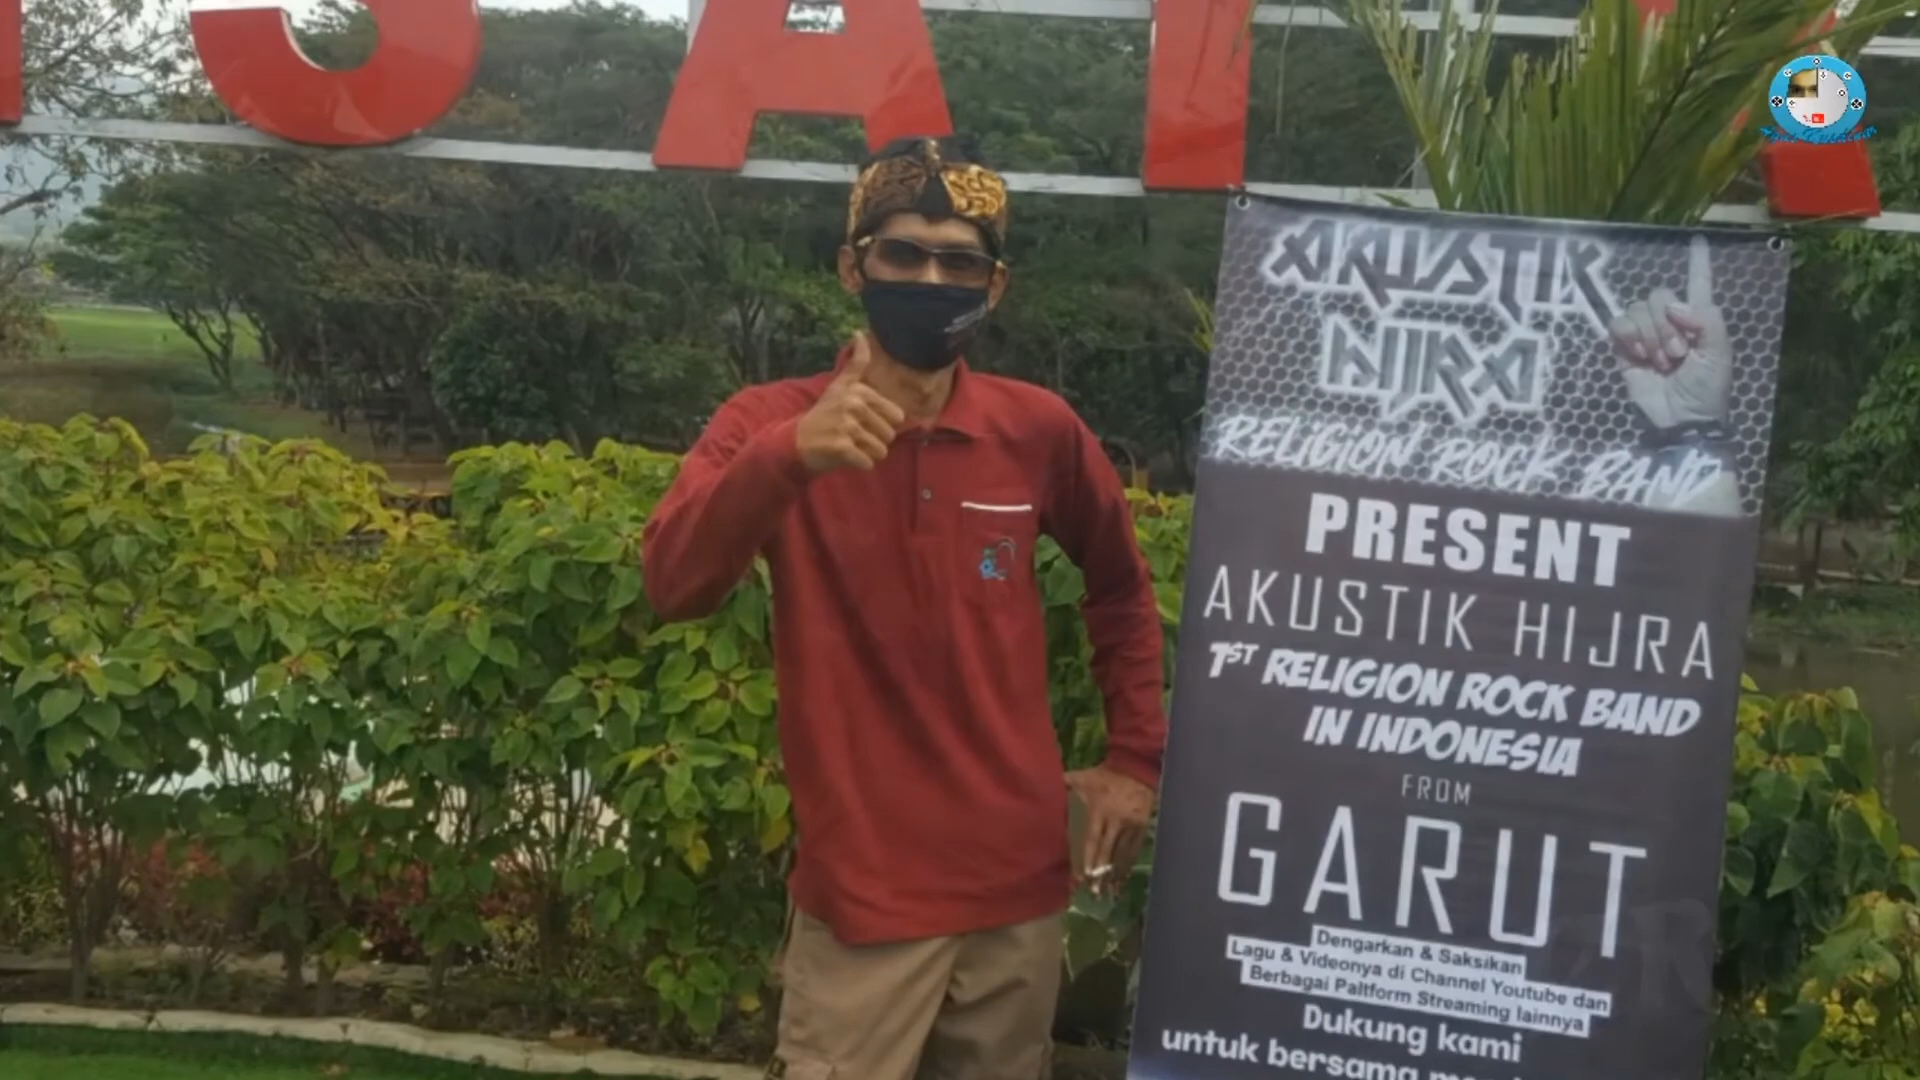 SAT
AKUSTIK
HIJRA
RELIGION ROCK BAND
PRESENT
AKUSTIK HIJRA
1ST RELIGION ROCK BAND
IN INDONESIA
FROM
GARUT
Dengarkan & Saksikan
Lagu & Videonya di Channel Youtube dan
Berbagai Paltform Streaming lainnya
Dukung kami
untuk bersama